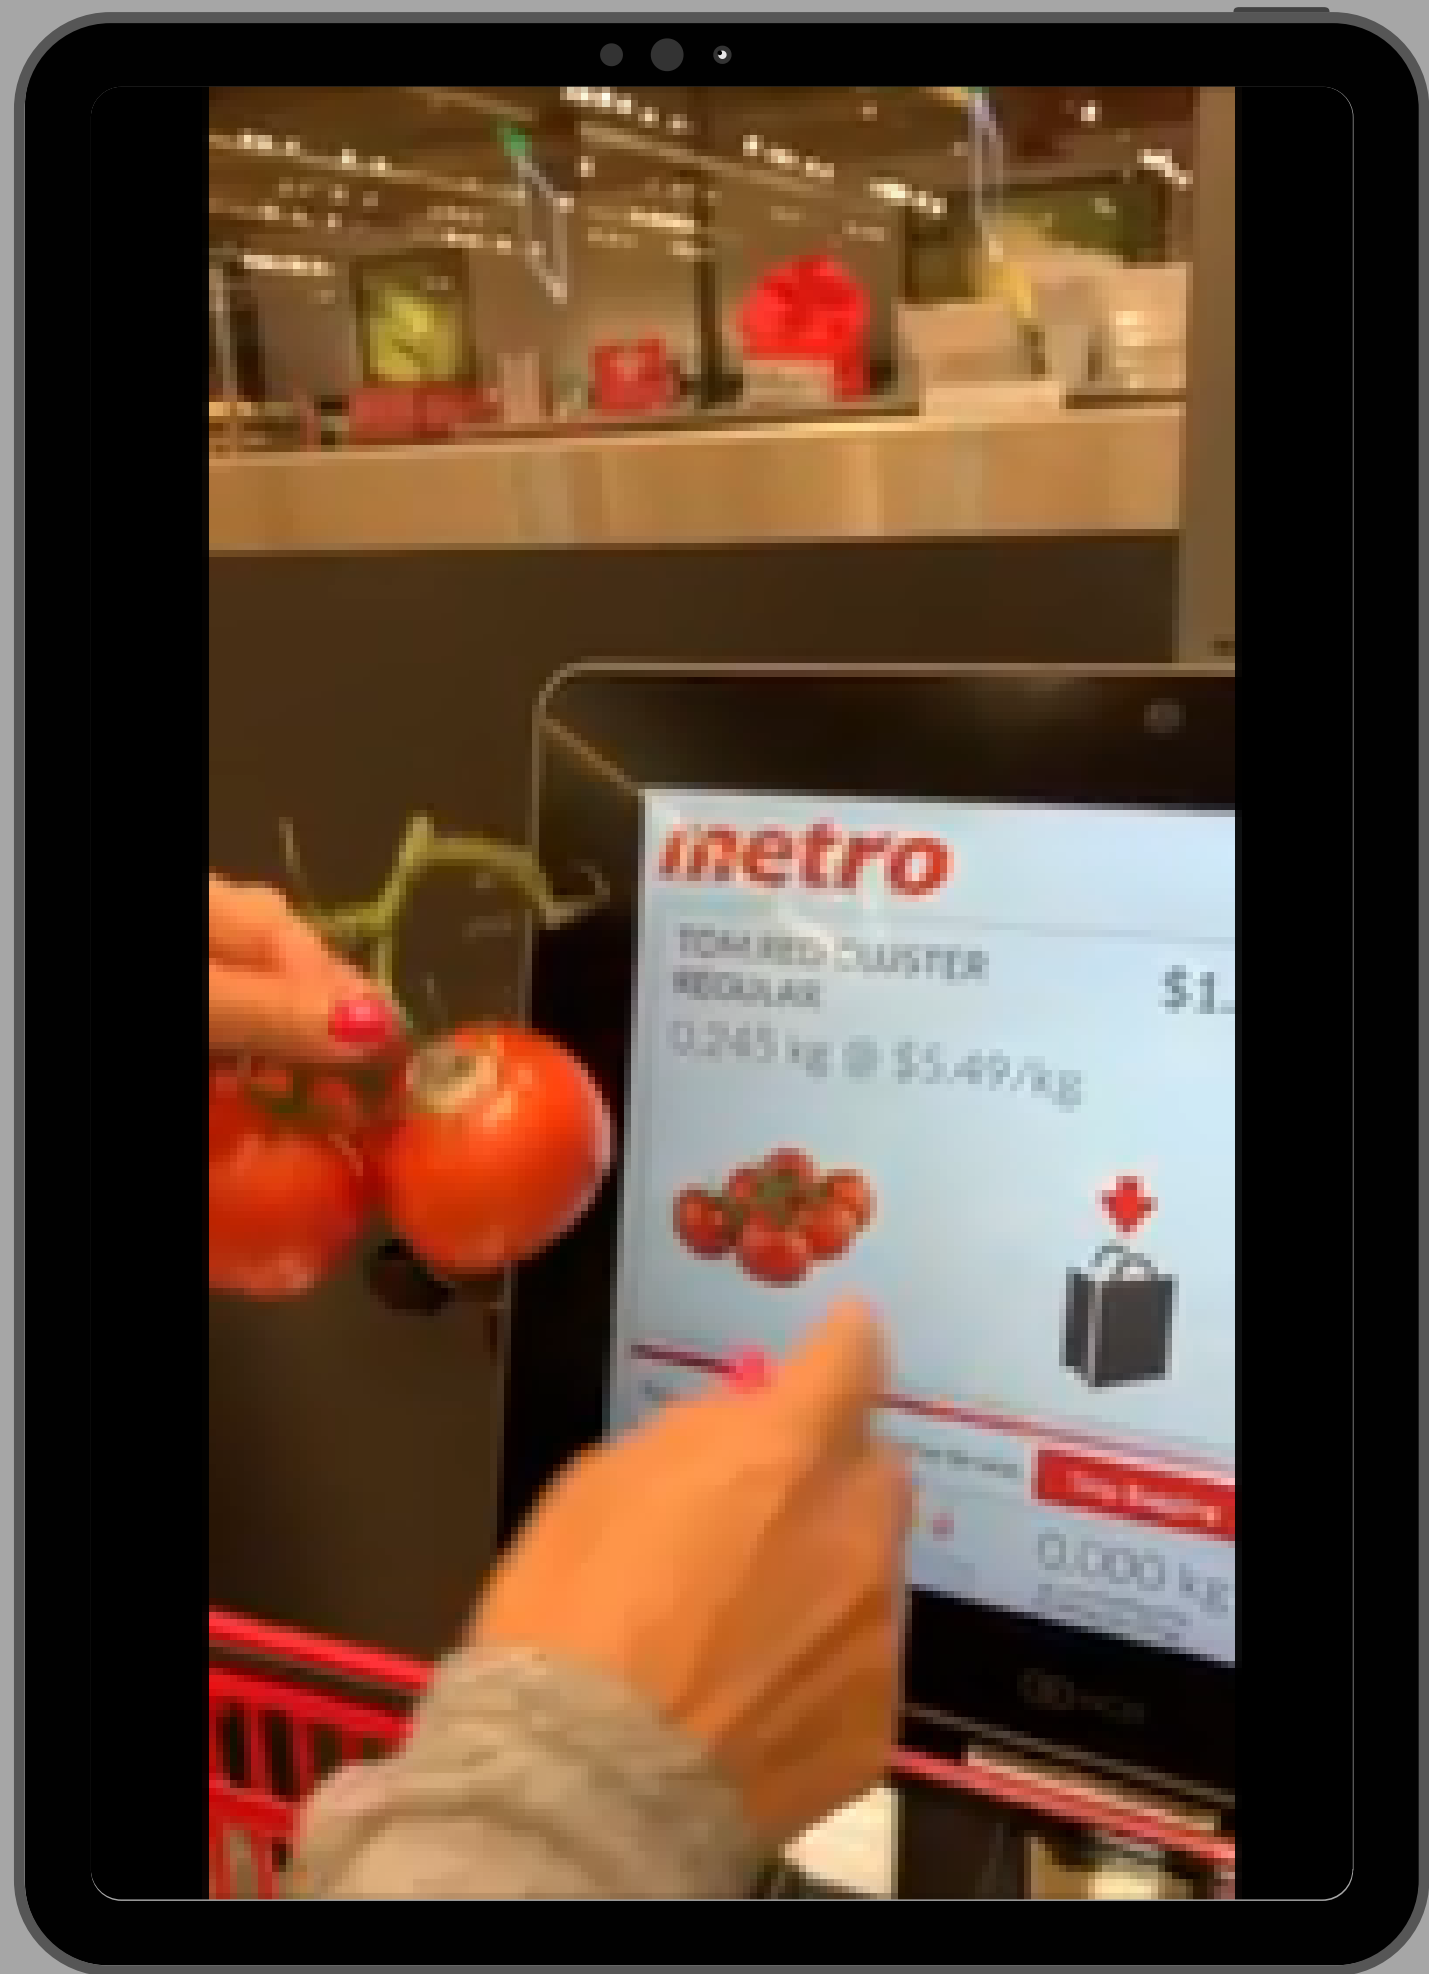 metro
TOM.RED CLUSTER
REGULAR
$1.
0.245 kg @ $5.49/kg
0.000 kg